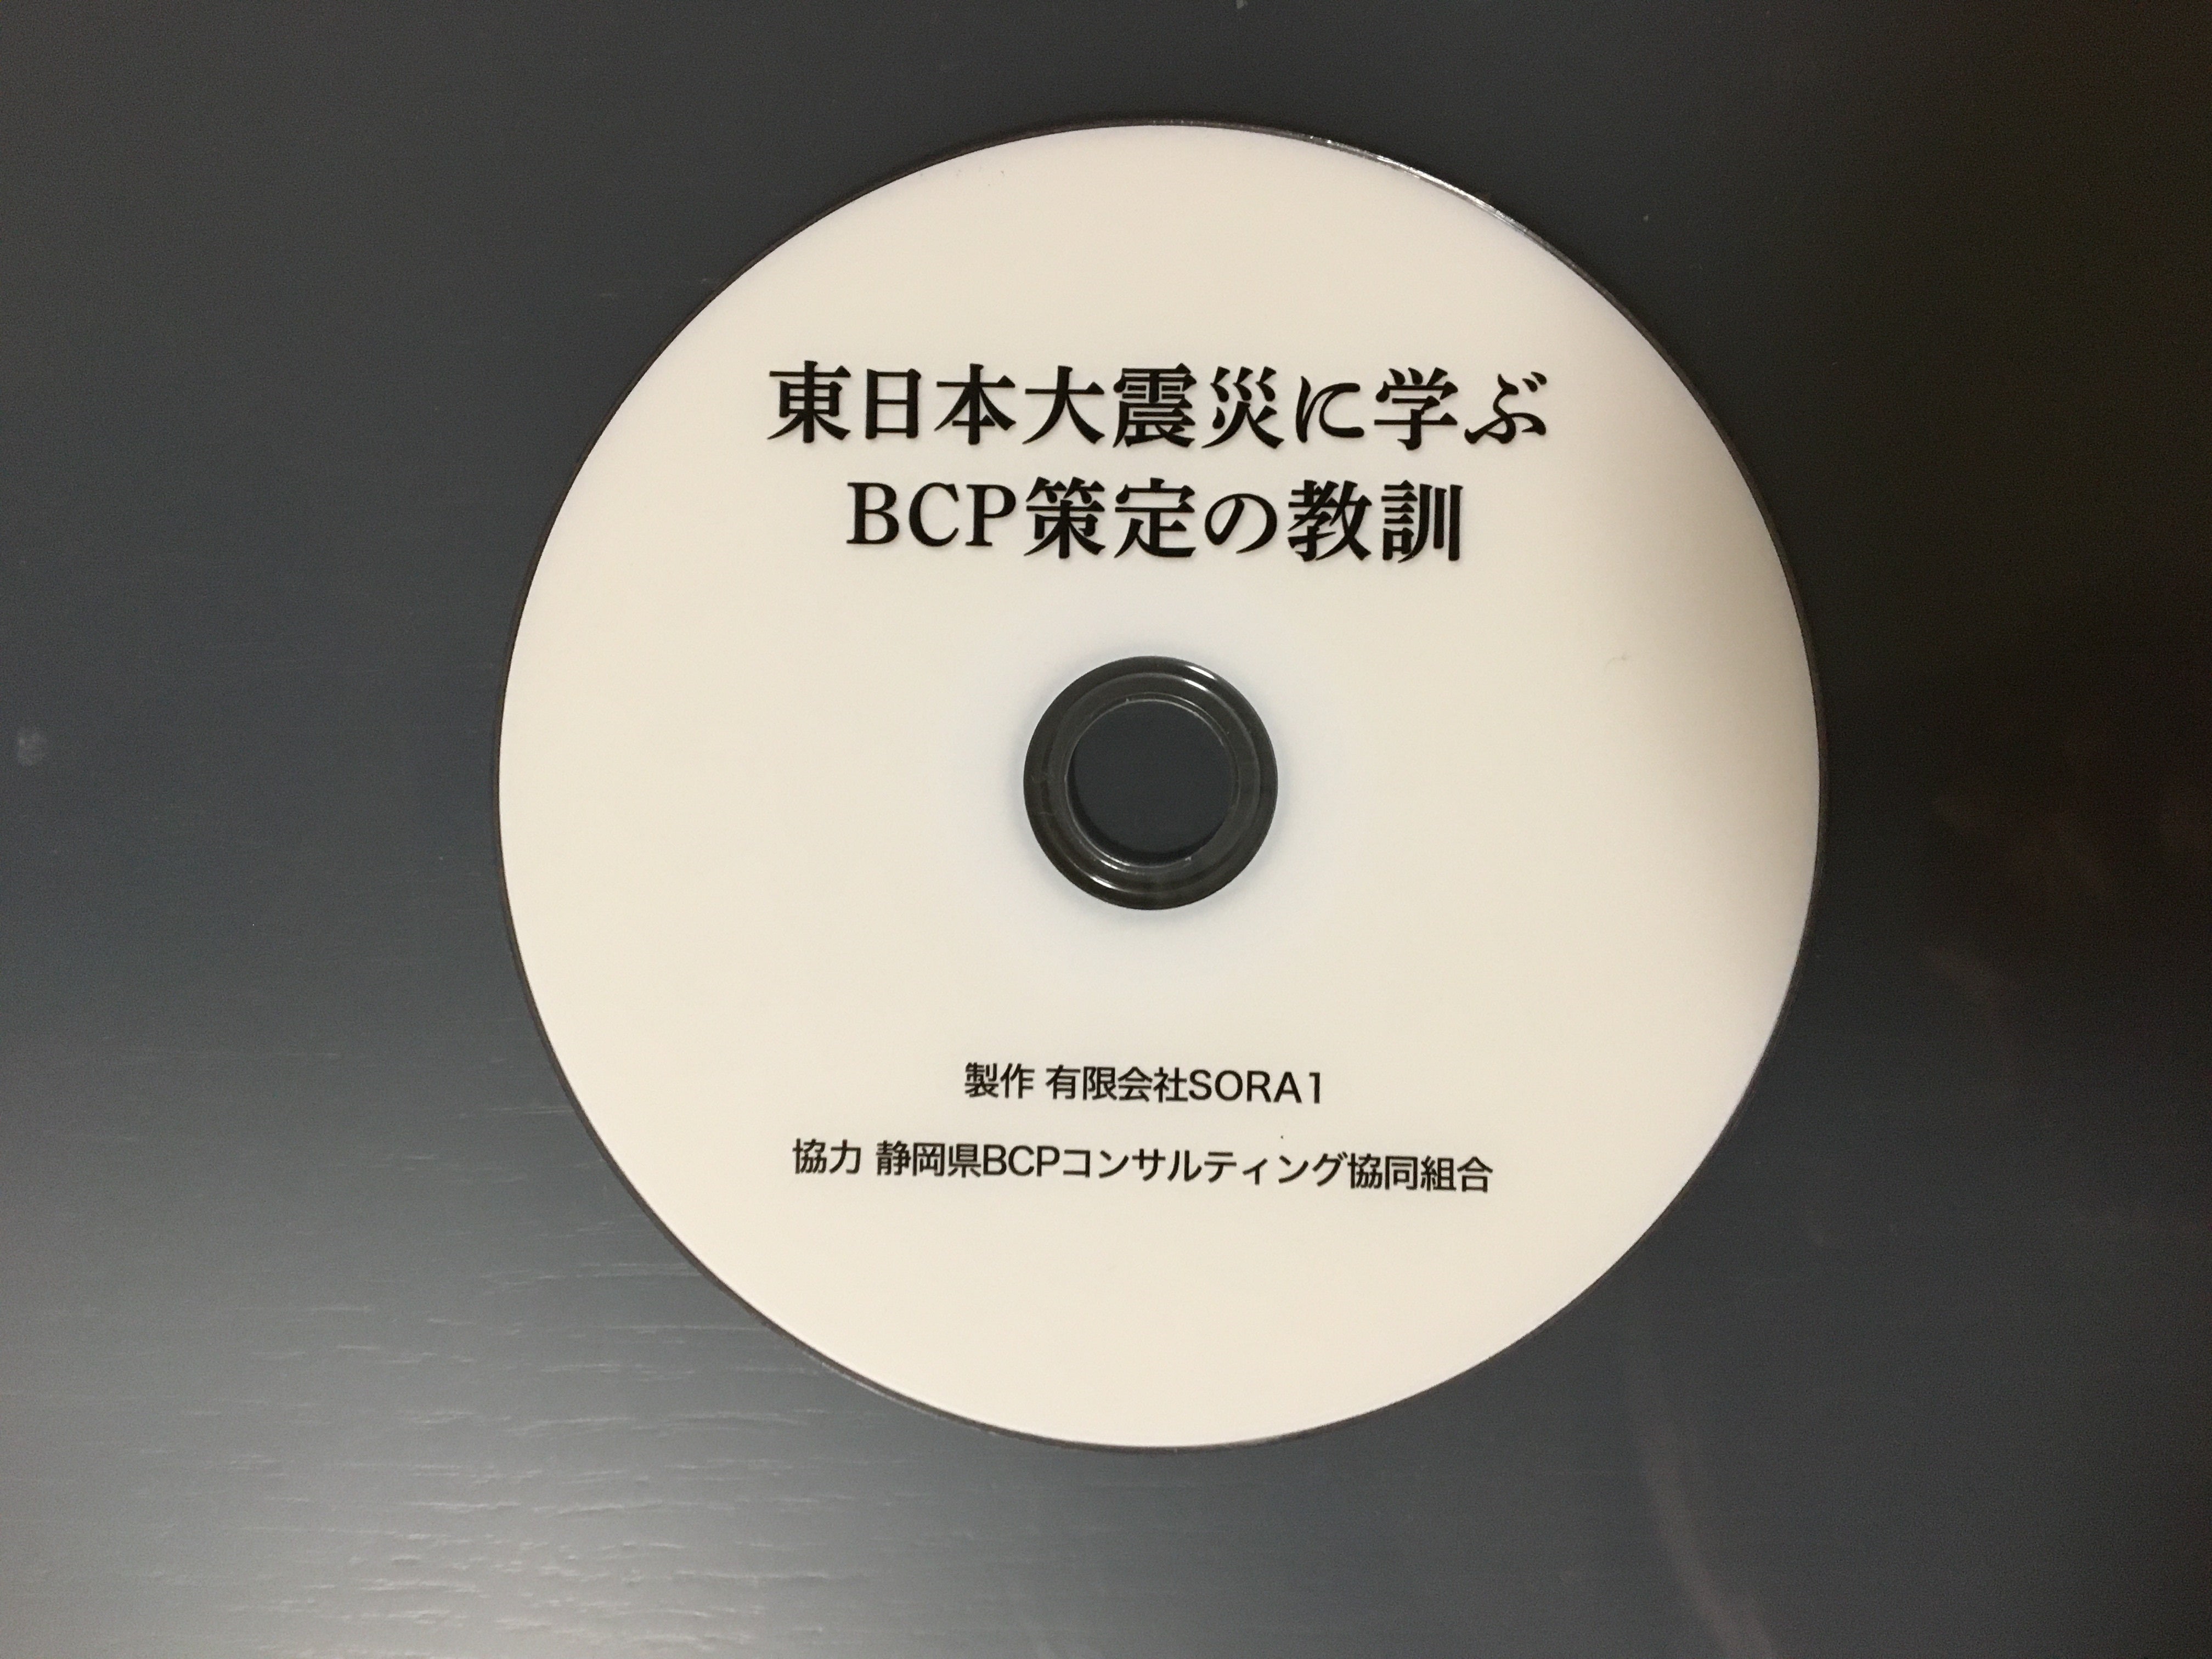 東日本大震災に学ぶ
BCP策定の教訓
製作 有限会社SORA1
協力 静岡県BCPコンサルティング協同組合